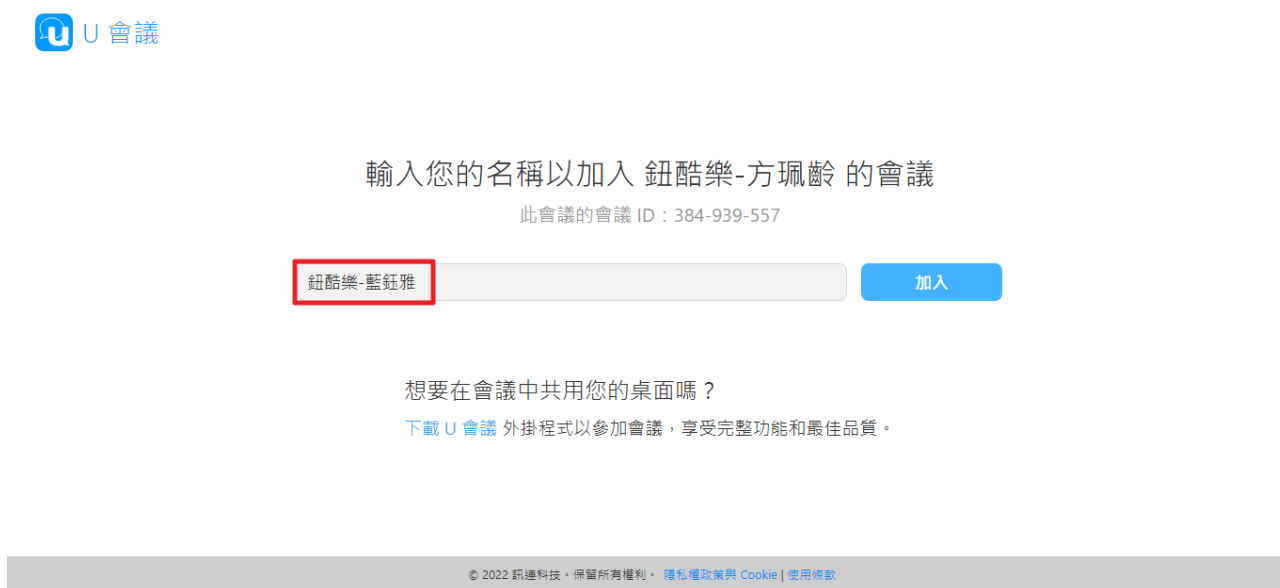 U 會議
輸入您的名稱以加入 鈕酷樂-方珮齡 的會議
此會議的會議 ID：384-939-557
鈕酷樂-藍鈺雅
加入
想要在會議中共用您的桌面嗎？
下載 U 會議 外掛程式以參加會議，享受完整功能和最佳品質。
© 2022 訊連科技。保留所有權利。 隱私權政策與 Cookie | 使用條款